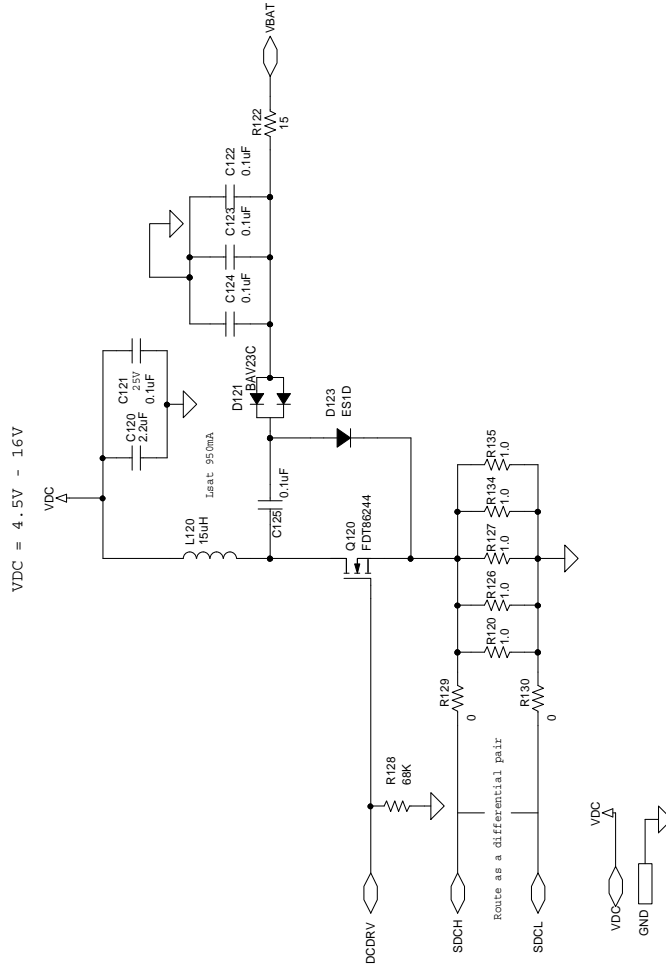 VDC = 4.5V - 16V
VDC
C120
2.2uF
C121
25V
0.1uF
C124
0.1uF
C123
0.1uF
C122
0.1uF
R122
15
VBAT
L120
15uH
Lsat 950mA
D121
BAV23C
C125
0.1uF
D123
ES1D
Q120
FDT86244
DCDRV
R128
68K
SDCH
R129
0
R120
1.0
R126
1.0
R127
1.0
R134
1.0
R135
1.0
Route as a differential pair
SDCL
R130
0
VDC
VDC
GND